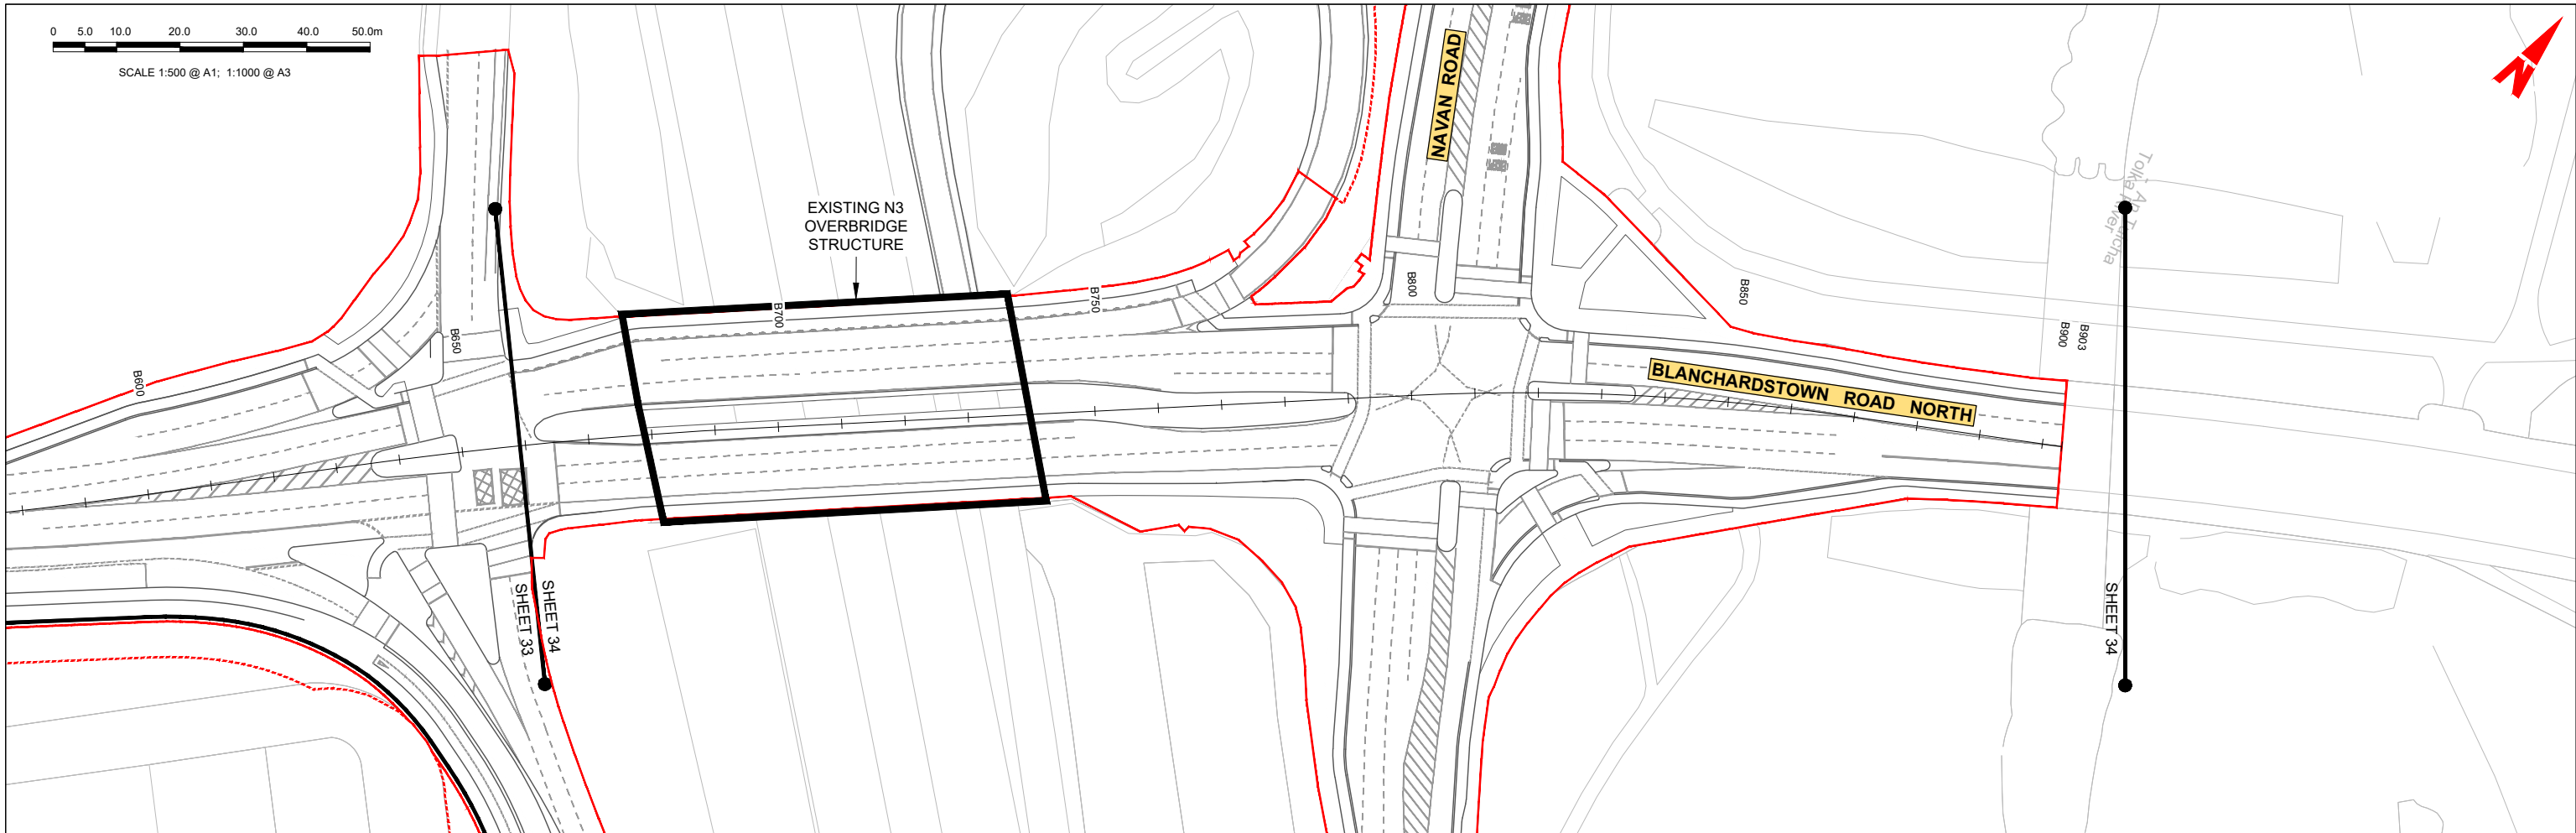 0 5.0 10.0 20.0 30.0 40.0 50.0m
SCALE 1:500 @ A1; 1:1000 @ A3
N
NAVAN ROAD
EXISTING N3
OVERBRIDGE
STRUCTURE
B600
B650
B700
B750
B800
B850
B900
B903
BLANCHARDSTOWN ROAD NORTH
SHEET 33
SHEET 34
SHEET 34